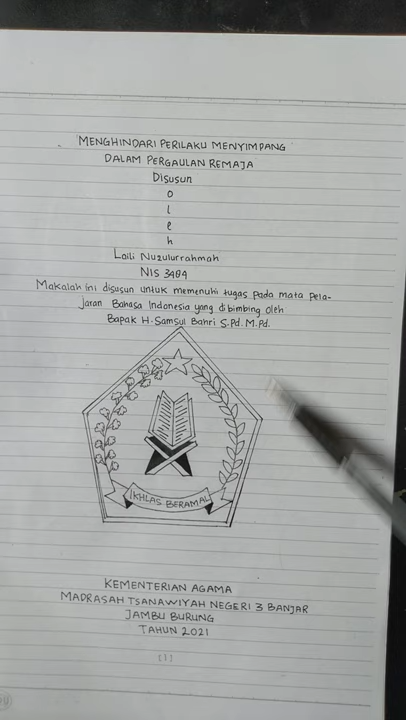 MENGHINDARI PERILAKU MENYIMPANG
DALAM PERGAULAN REMAJA
Disusun
O
l
e
h
Laili Nuzulurrahmah
NIS 3484
Makalah ini disusun untuk memenuhi tugas pada mata pela-
jaran Bahasa Indonesia yang dibimbing oleh
Bapak H. Samsul Bahri S.Pd. M.Pd.
IKHLAS BERAMAL
KEMENTERIAN AGAMA
MADRASAH TSANAWIYAH NEGERI 3 BANJAR
JAMBU BURUNG
TAHUN 2021
[1]